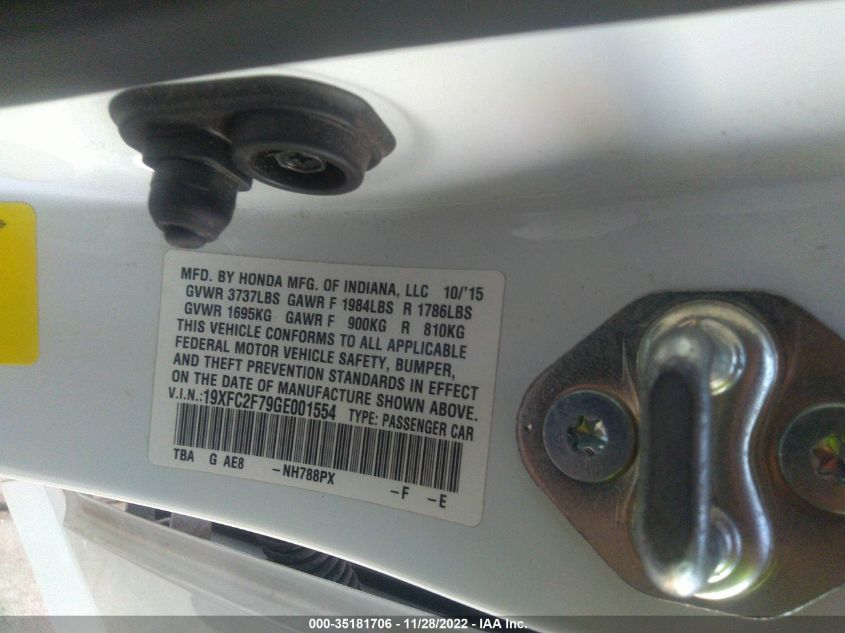 MFD. BY HONDA MFG. OF INDIANA, LLC 10/'15
GVWR 3737LBS GAWR F 1984LBS R 1786LBS
GVWR 1695KG GAWR F 900KG R 810KG
THIS VEHICLE CONFORMS TO ALL APPLICABLE
FEDERAL MOTOR VEHICLE SAFETY, BUMPER,
AND THEFT PREVENTION STANDARDS IN EFFECT
ON THE DATE OF MANUFACTURE SHOWN ABOVE.
V.I.N.:19XFC2F79GE001554 TYPE: PASSENGER CAR
TBA G AE8 -NH788PX -F -E
000-35181706 - 11/28/2022 - IAA Inc.